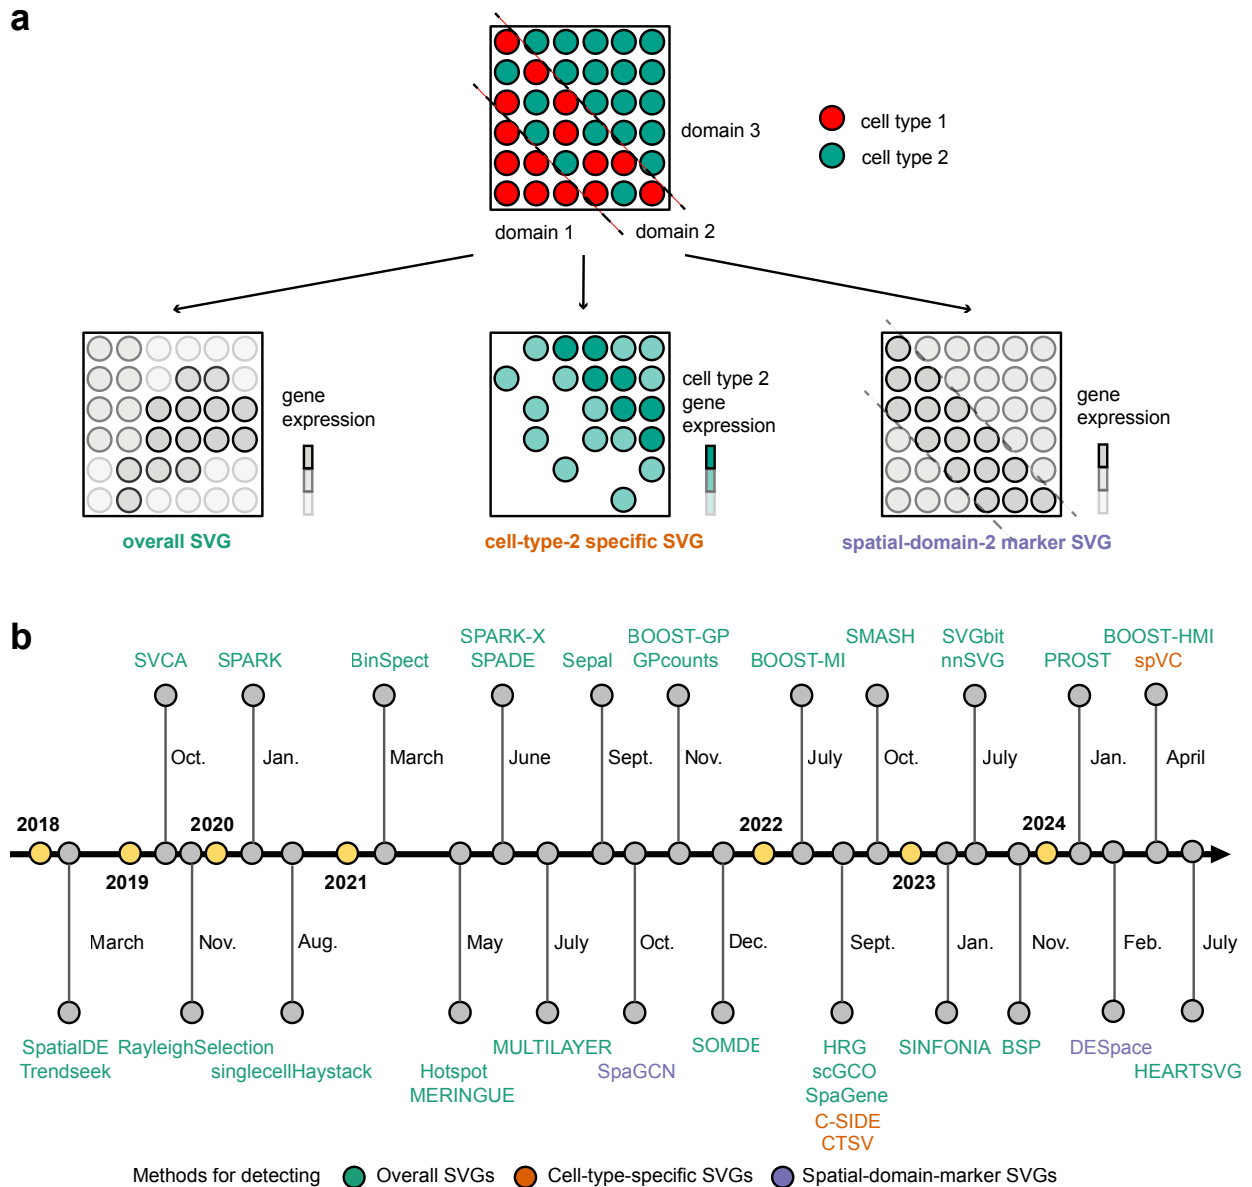 a
domain 3
cell type 1
cell type 2
domain 1
domain 2
gene
expression
cell type 2
gene
expression
gene
expression
overall SVG
cell-type-2 specific SVG
spatial-domain-2 marker SVG
b
SVCA
SPARK
BinSpect
SPARK-X
SPADE
Sepal
BOOST-GP
GPcounts
BOOST-MI
SMASH
SVGbit
nnSVG
PROST
BOOST-HMI
spVC
Oct.
Jan.
March
June
Sept.
Nov.
July
Oct.
July
Jan.
April
2018
2019
2020
2021
2022
2023
2024
March
Nov.
Aug.
May
July
Oct.
Dec.
Sept.
Jan.
Nov.
Feb.
July
SpatialDE
Trendseek
RayleighSelection
singlecellHaystack
Hotspot
MERINGUE
MULTILAYER
SpaGCN
SOMDE
HRG
scGCO
SpaGene
C-SIDE
CTSV
SINFONIA
BSP
DESpace
HEARTSVG
Methods for detecting
Overall SVGs
Cell-type-specific SVGs
Spatial-domain-marker SVGs